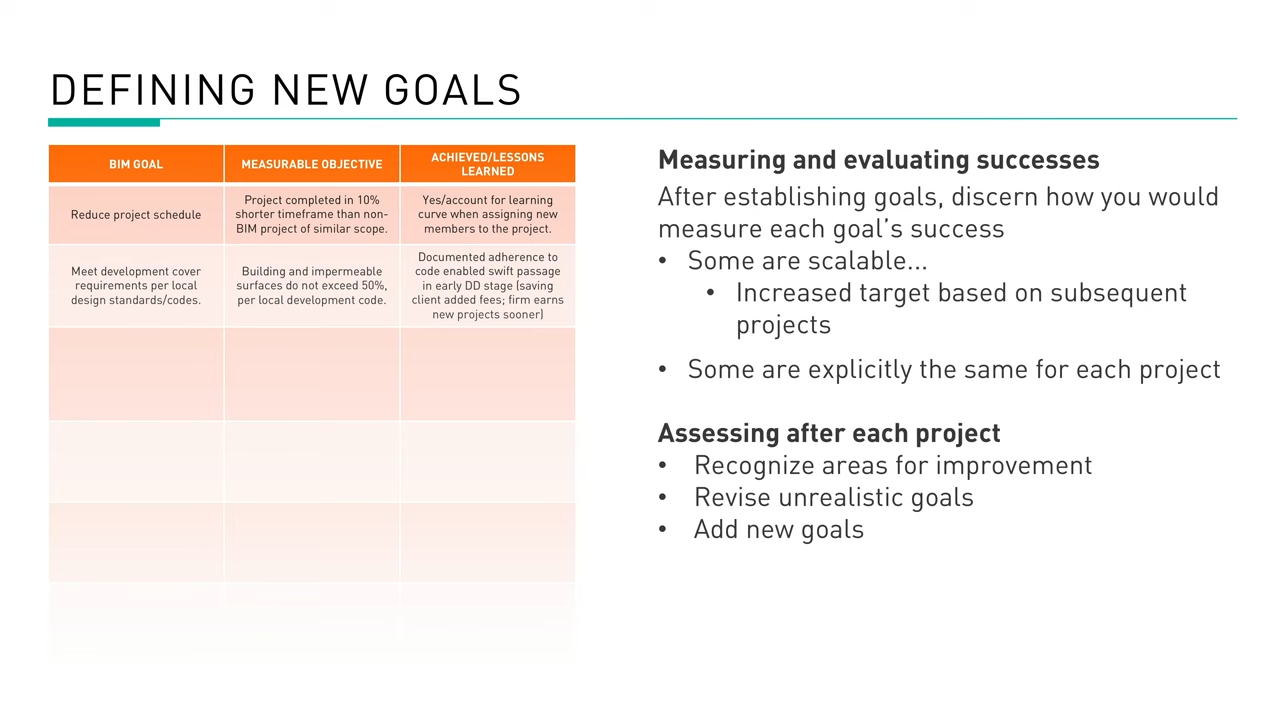 DEFINING NEW GOALS
BIM GOAL
MEASURABLE OBJECTIVE
ACHIEVED/LESSONS
LEARNED
Reduce project schedule
Project completed in 10%
shorter timeframe than non-
BIM project of similar scope.
Yes/account for learning
curve when assigning new
members to the project.
Meet development cover
requirements per local
design standards/codes.
Building and impermeable
surfaces do not exceed 50%,
per local development code.
Documented adherence to
code enabled swift passage
in early DD stage (saving
client added fees; firm earns
new projects sooner)
Measuring and evaluating successes
After establishing goals, discern how you would
measure each goal’s success
• Some are scalable...
• Increased target based on subsequent
projects
• Some are explicitly the same for each project
Assessing after each project
• Recognize areas for improvement
• Revise unrealistic goals
• Add new goals